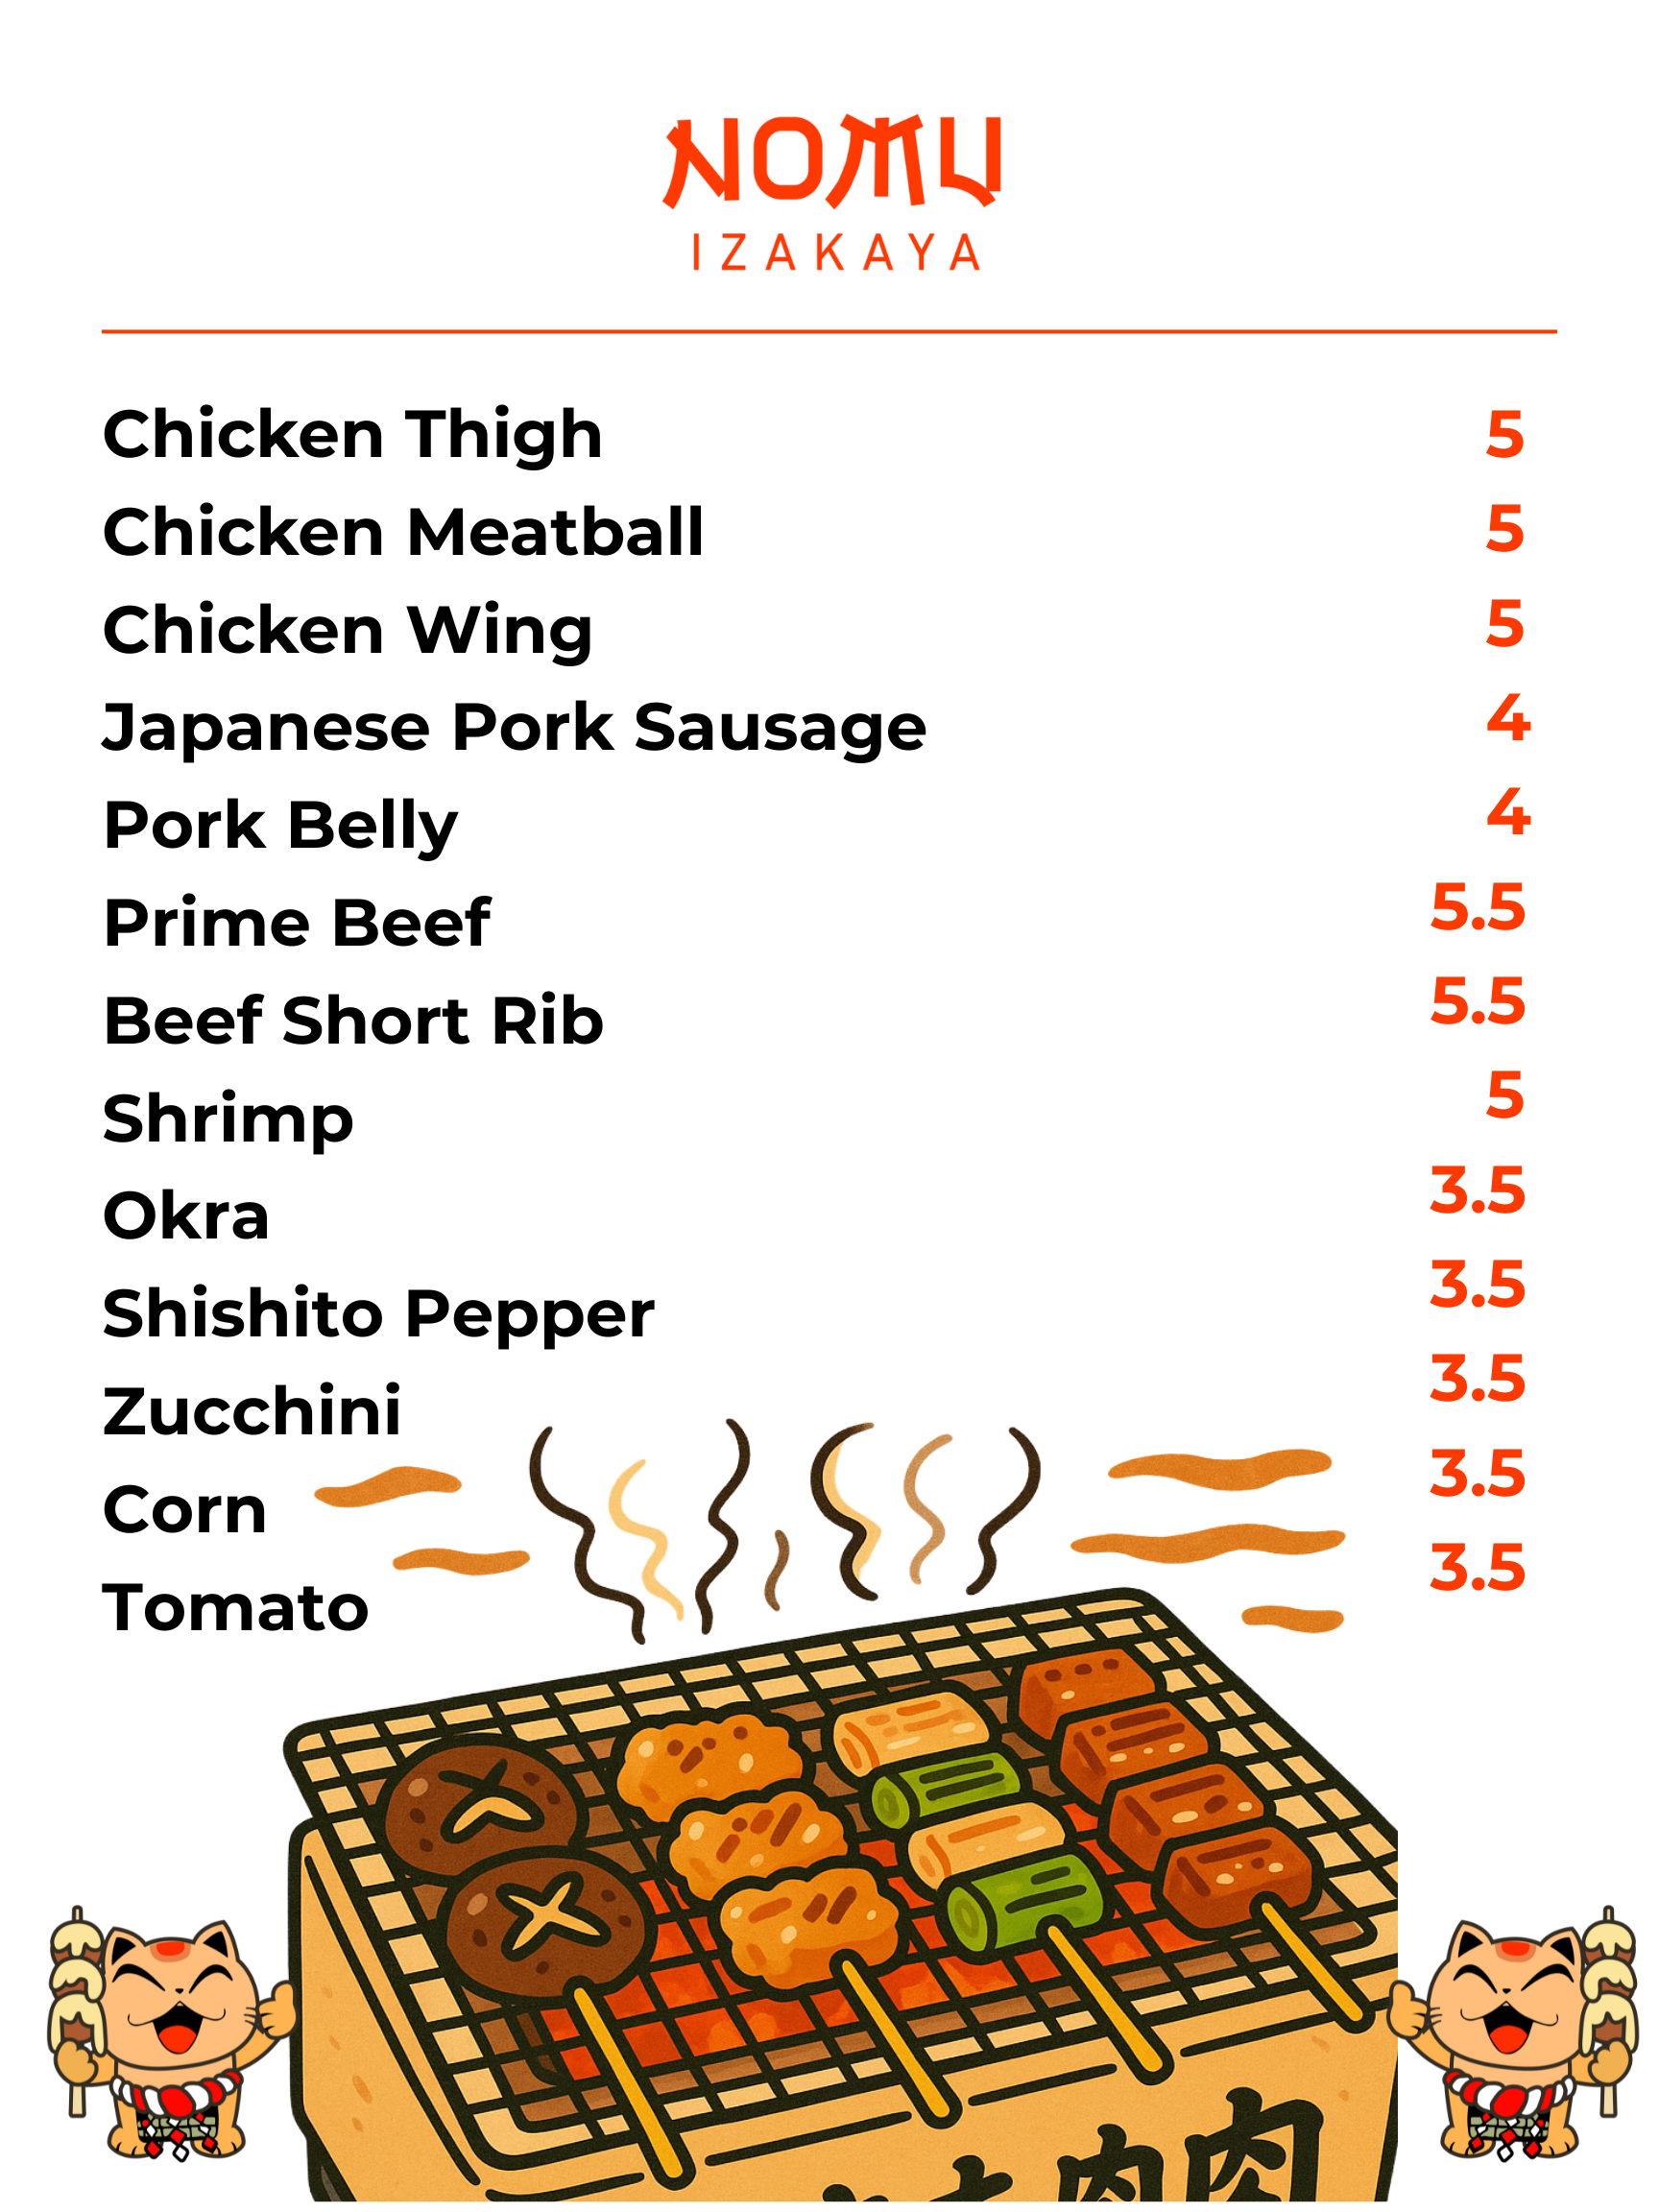 NOMU
IZAKAYA
Chicken Thigh 5
Chicken Meatball 5
Chicken Wing 5
Japanese Pork Sausage 4
Pork Belly 4
Prime Beef 5.5
Beef Short Rib 5.5
Shrimp 5
Okra 3.5
Shishito Pepper 3.5
Zucchini 3.5
Corn 3.5
Tomato 3.5
肉肉